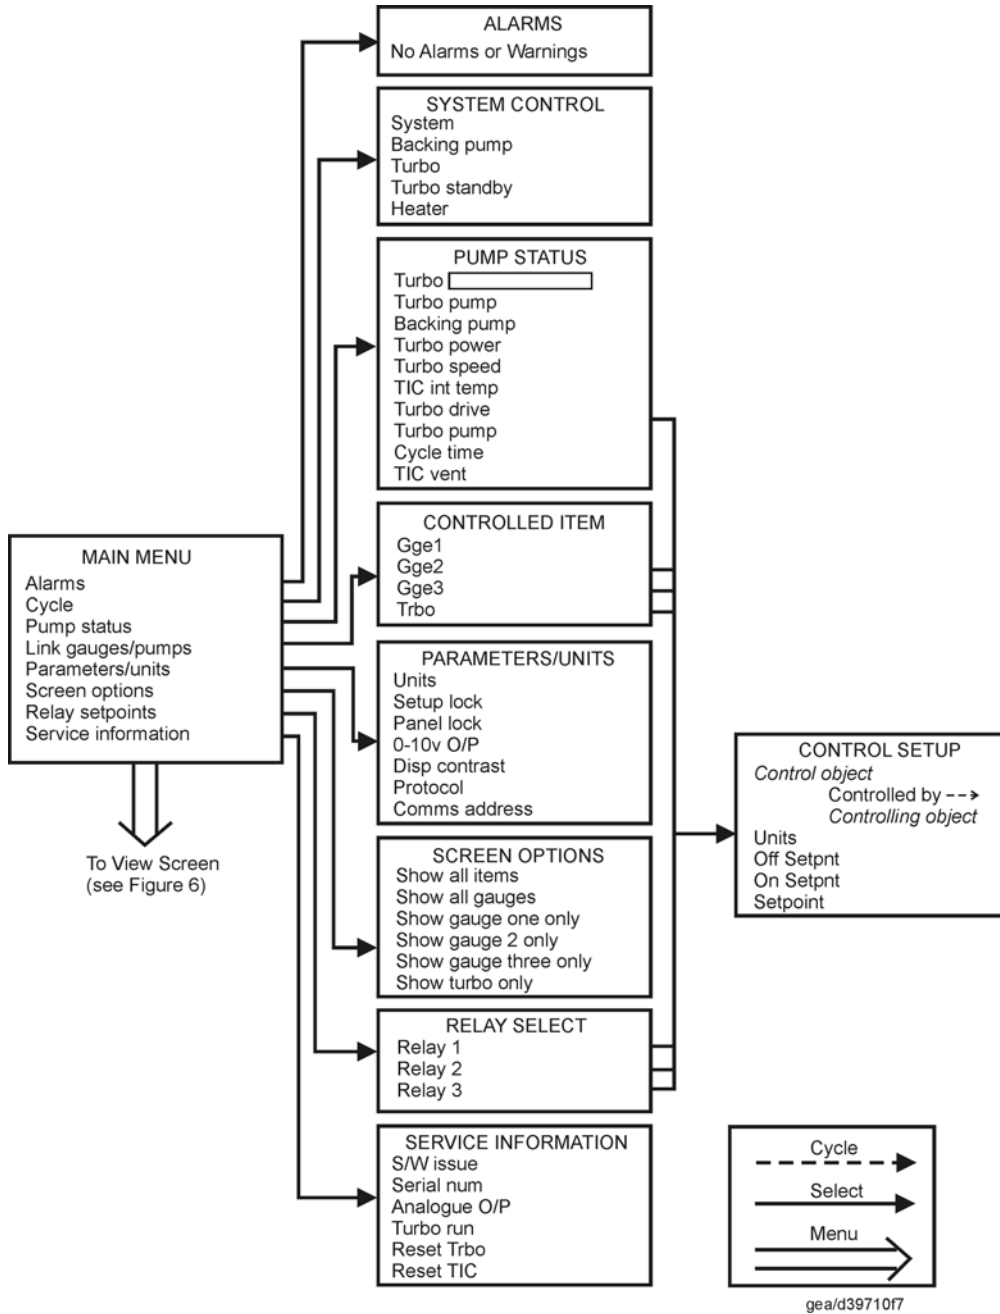 ALARMS
No Alarms or Warnings
SYSTEM CONTROL
System
Backing pump
Turbo
Turbo standby
Heater
PUMP STATUS
Turbo
Turbo pump
Backing pump
Turbo power
Turbo speed
TIC int temp
Turbo drive
Turbo pump
Cycle time
TIC vent
CONTROLLED ITEM
Gge1
Gge2
Gge3
Trbo
MAIN MENU
Alarms
Cycle
Pump status
Link gauges/pumps
Parameters/units
Screen options
Relay setpoints
Service information
To View Screen
(see Figure 6)
PARAMETERS/UNITS
Units
Setup lock
Panel lock
0-10v O/P
Disp contrast
Protocol
Comms address
CONTROL SETUP
Control object
Controlled by
Controlling object
Units
Off Setpnt
On Setpnt
Setpoint
SCREEN OPTIONS
Show all items
Show all gauges
Show gauge one only
Show gauge 2 only
Show gauge three only
Show turbo only
RELAY SELECT
Relay 1
Relay 2
Relay 3
SERVICE INFORMATION
S/W issue
Serial num
Analogue O/P
Turbo run
Reset Trbo
Reset TIC
Cycle
Select
Menu
gea/d39710f7